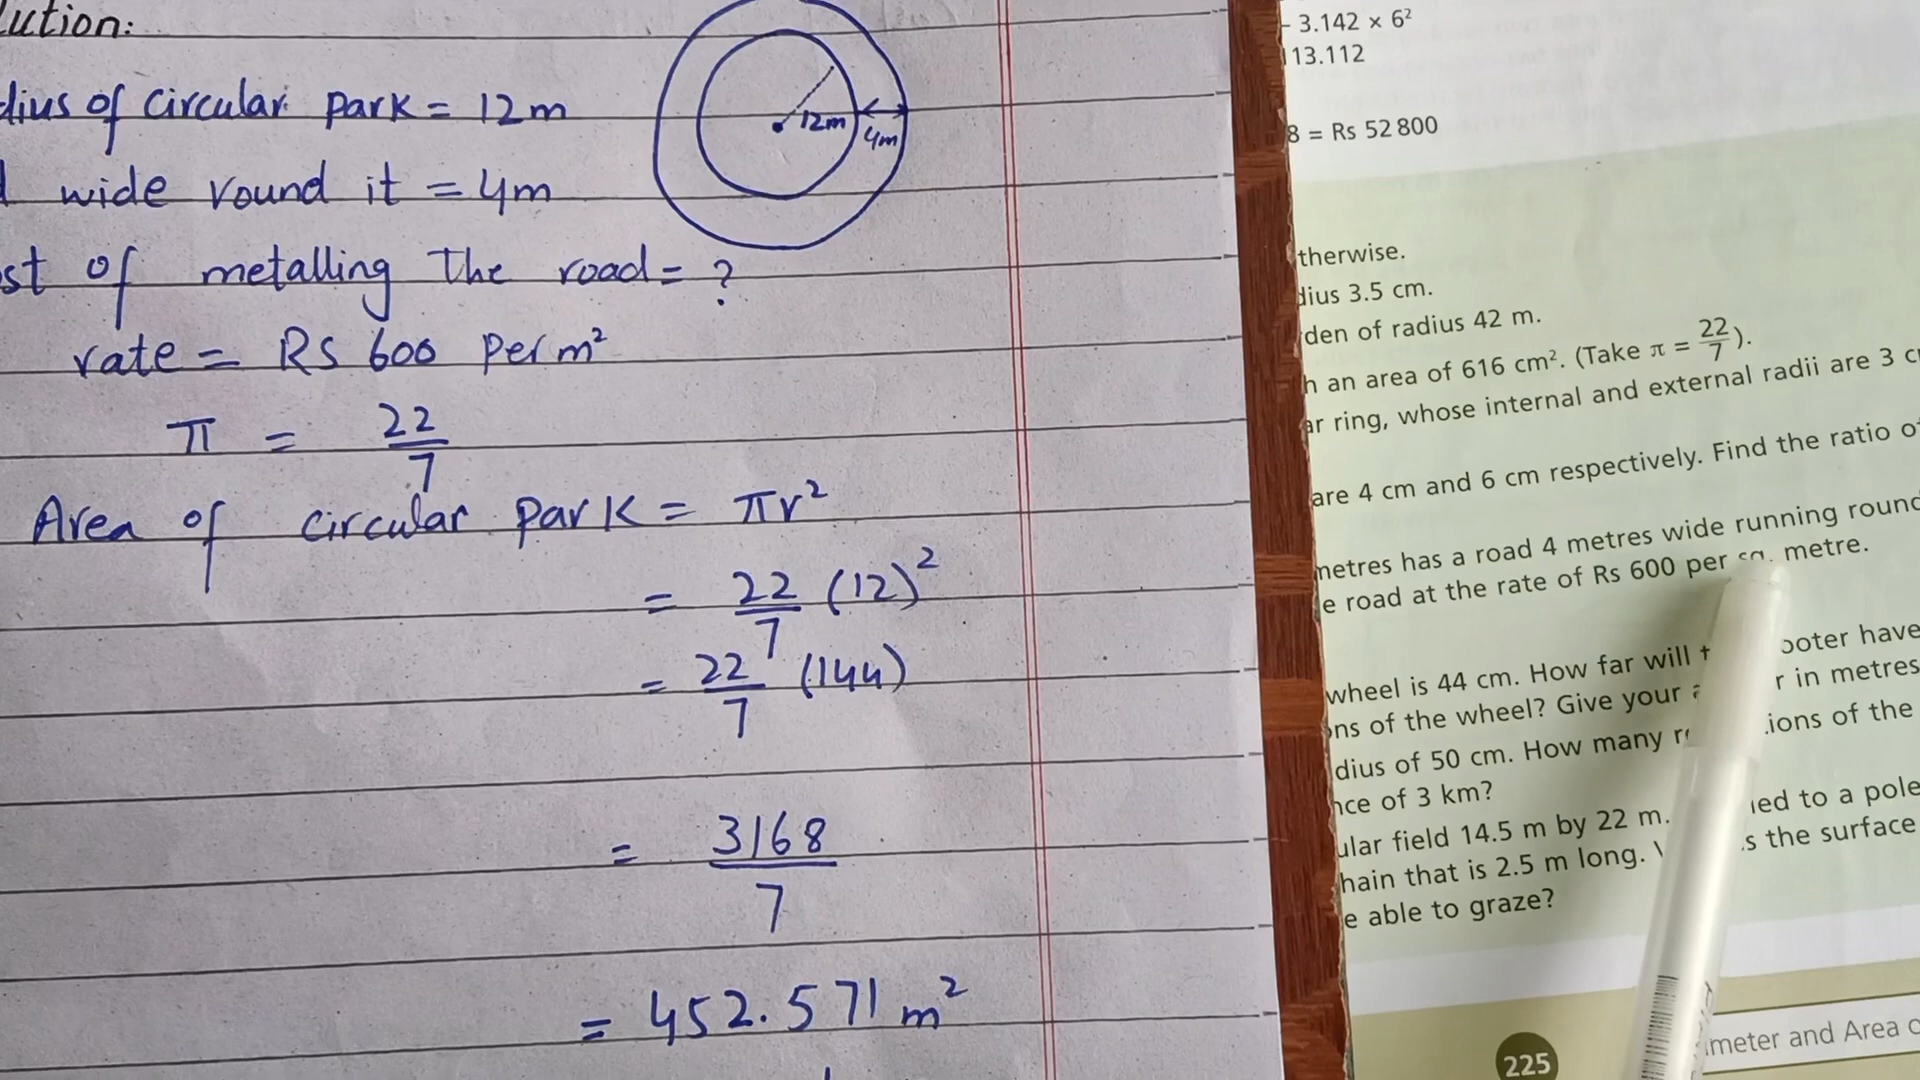 lution:
dius of circular park = 12m
wide round it = 4m
st of metalling the road = ?
rate = RS 600 per m²
π = 22/7
Area of circular park = πr²
= 22/7 (12)²
= 22/7 (144)
= 3168/7
= 452.571 m²
12m
4m
3.142 × 6²
113.112
8 = Rs 52 800
therwise.
dius 3.5 cm.
den of radius 42 m.
h an area of 616 cm². (Take π = 22/7).
ar ring, whose internal and external radii are 3 c
are 4 cm and 6 cm respectively. Find the ratio o
metres has a road 4 metres wide running round
e road at the rate of Rs 600 per sq. metre.
wheel is 44 cm. How far will t ooter have
ons of the wheel? Give your a r in metres
dius of 50 cm. How many r ions of the
nce of 3 km?
ular field 14.5 m by 22 m. ied to a pole
hain that is 2.5 m long. s the surface
e able to graze?
225
meter and Area o